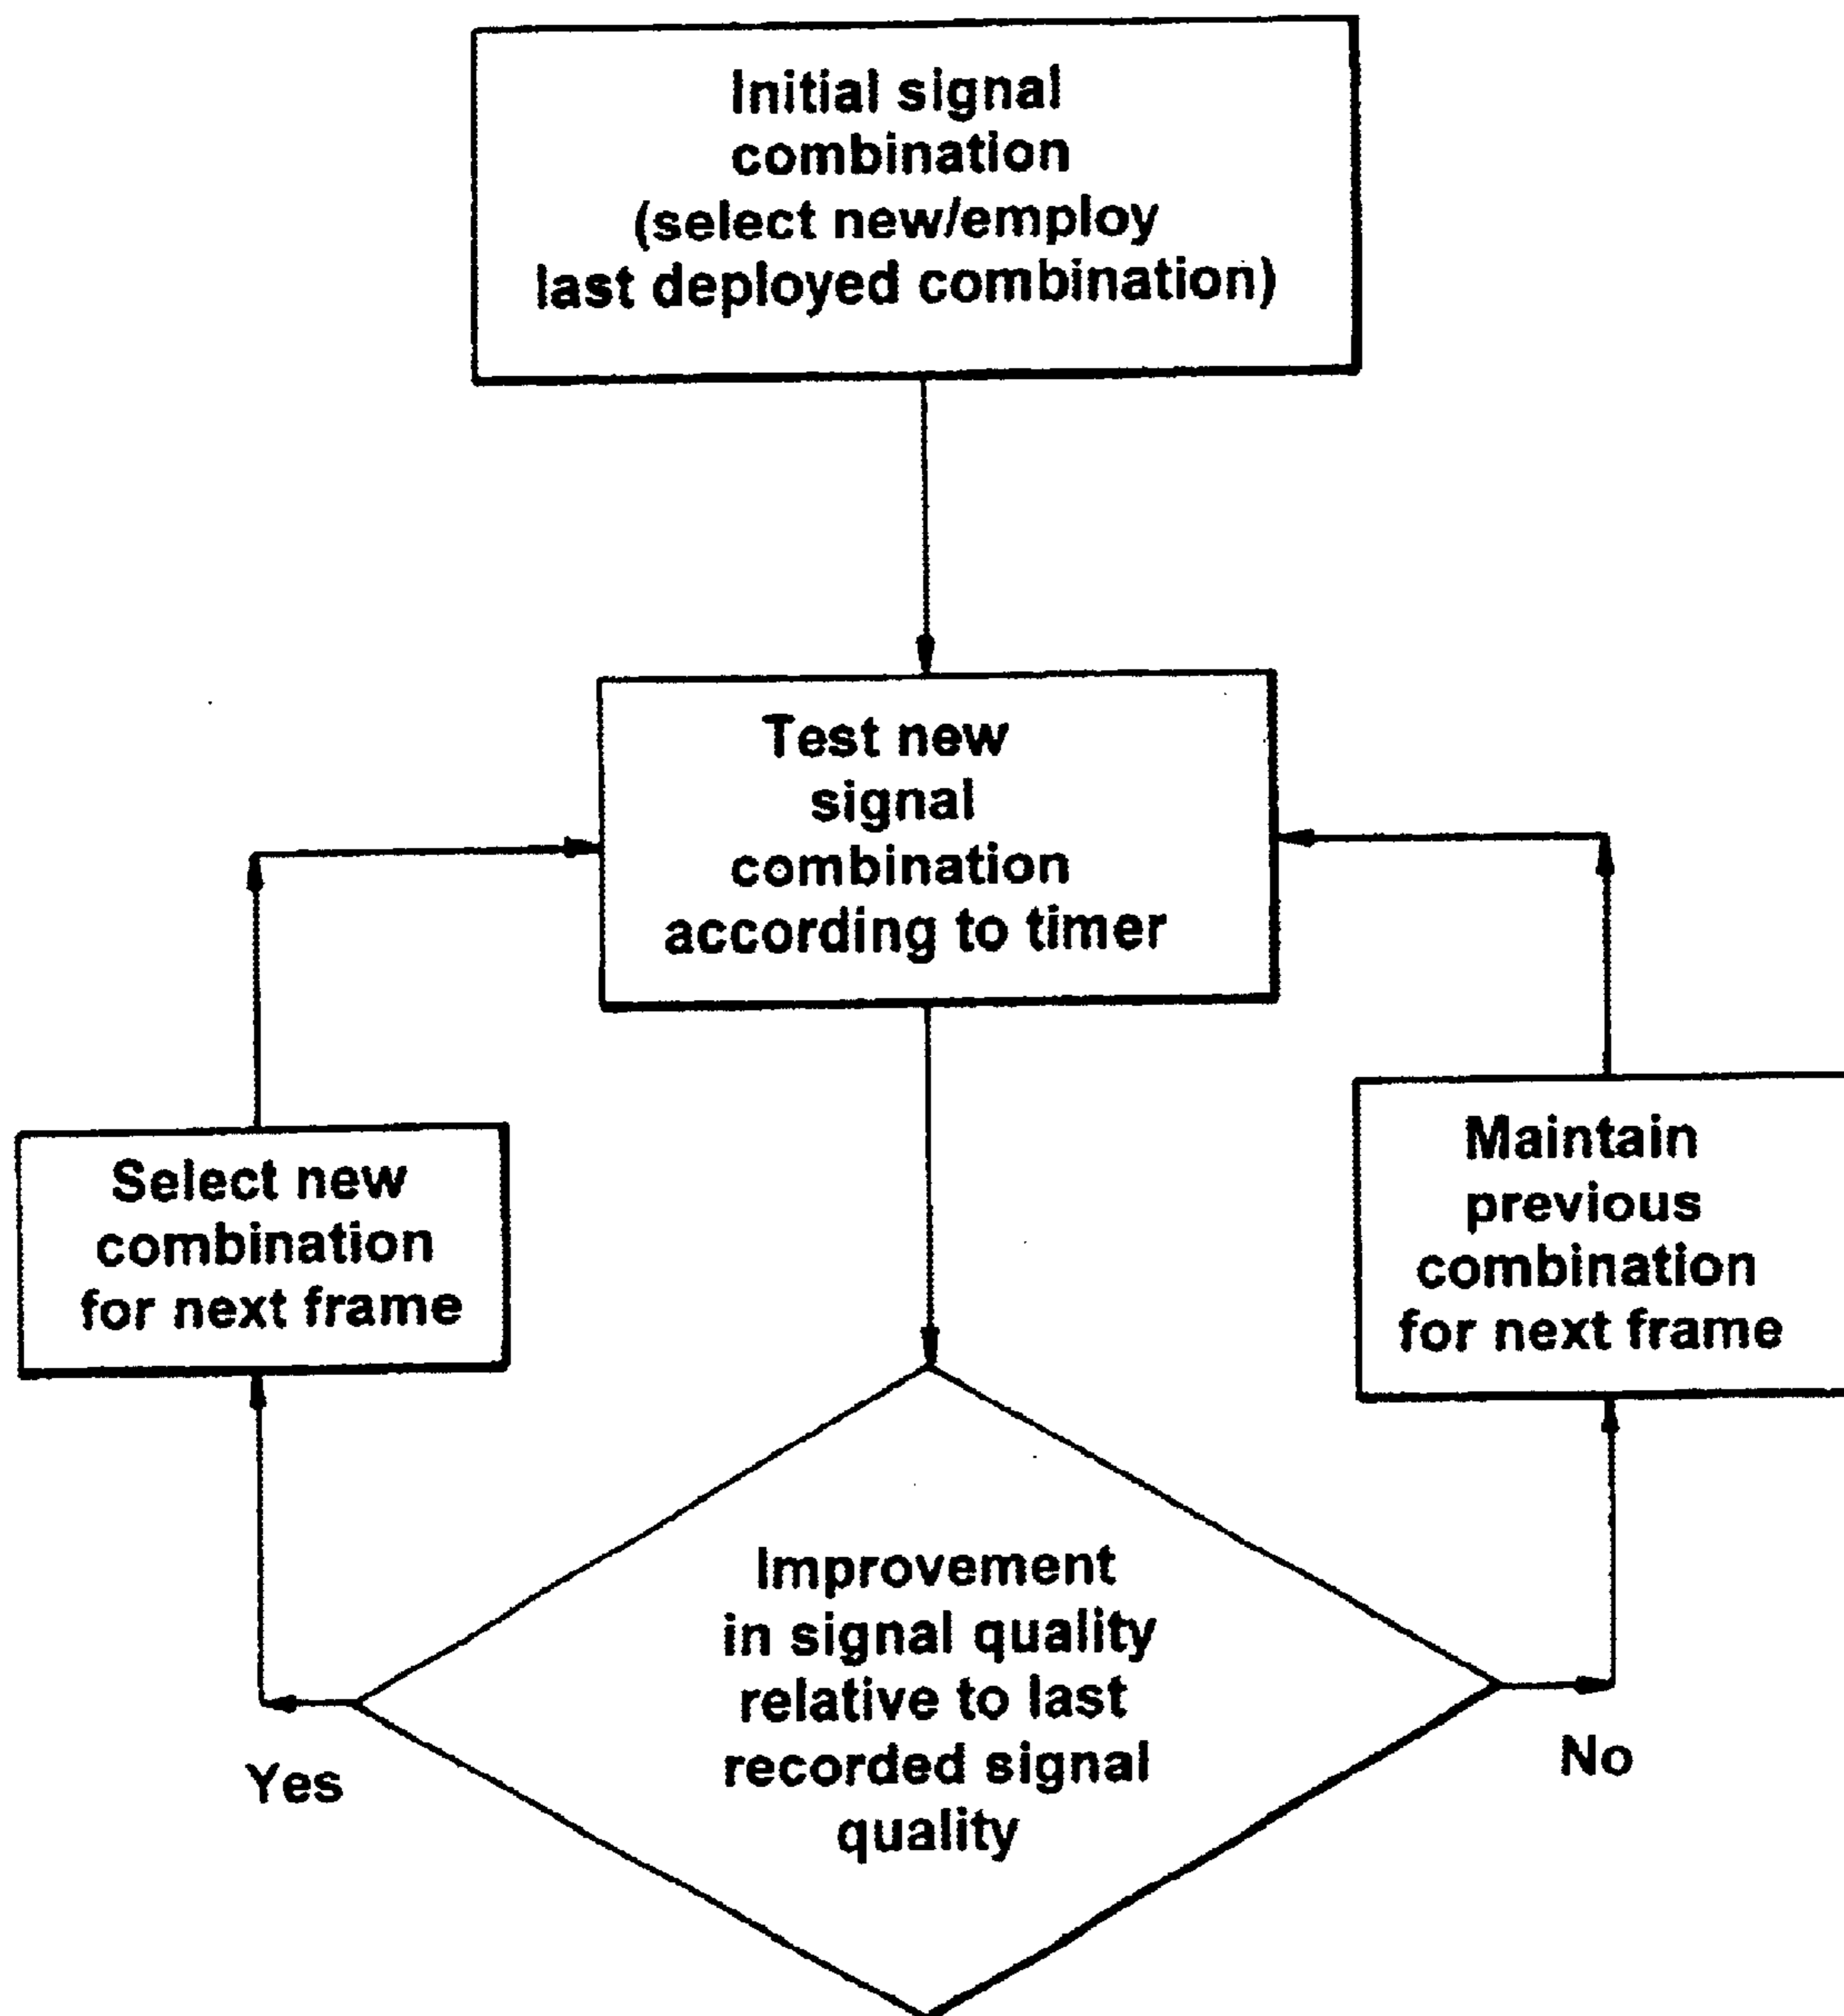 Initial signal
combination
(select new/employ
last deployed combination)
Test new
signal
combination
according to timer
Select new
combination
for next frame
Maintain
previous
combination
for next frame
Improvement
in signal quality
relative to last
recorded signal
quality
Yes
No